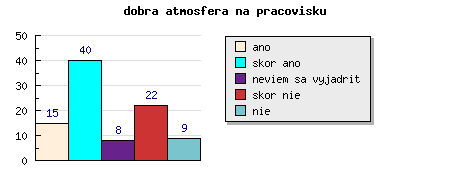 dobra atmosfera na pracovisku
50
40
30
20
10
0
15
40
8
22
9
ano
skor ano
neviem sa vyjadrit
skor nie
nie